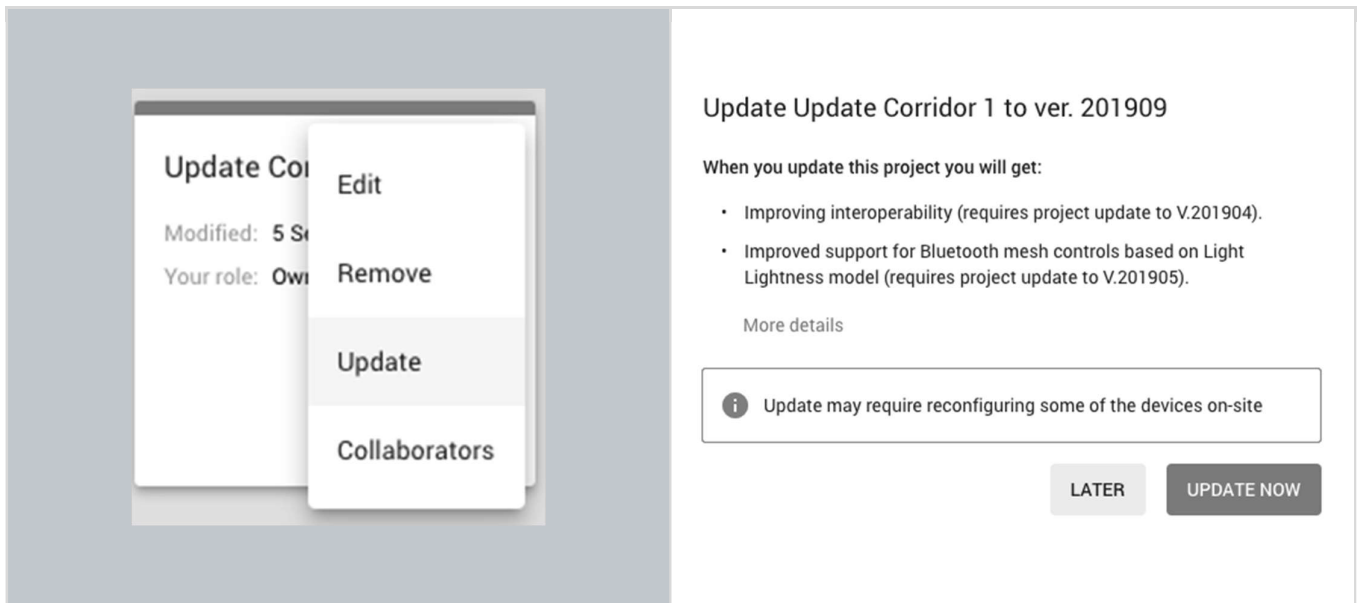 Update Co
Edit
Modified: 5 Se
Remove
Your role: Own
Update
Collaborators
Update Update Corridor 1 to ver. 201909
When you update this project you will get:
• Improving interoperability (requires project update to V.201904).
• Improved support for Bluetooth mesh controls based on Light
Lightness model (requires project update to V.201905).
More details
i Update may require reconfiguring some of the devices on-site
LATER UPDATE NOW